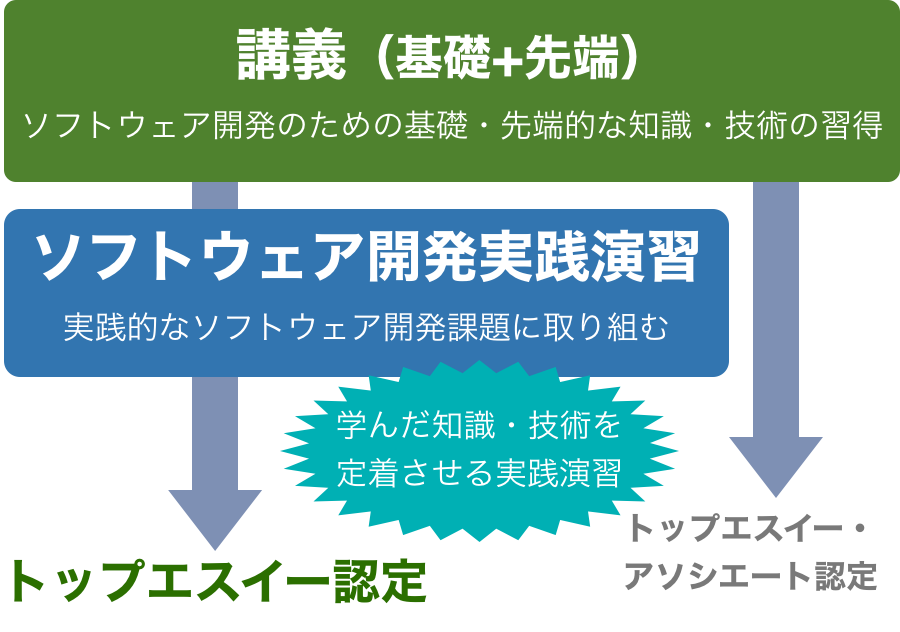 講義（基礎+先端）
ソフトウェア開発のための基礎・先端的な知識・技術の習得
ソフトウェア開発実践演習
実践的なソフトウェア開発課題に取り組む
学んだ知識・技術を
定着させる実践演習
トップエスイー・
アソシエート認定
トップエスイー認定